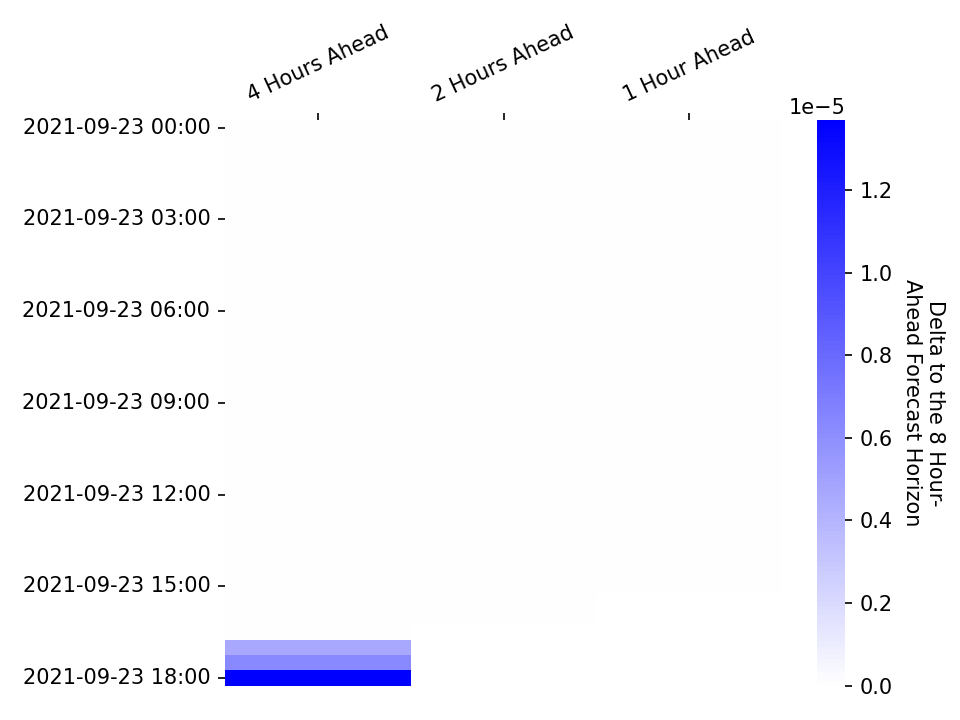 4 Hours Ahead
2 Hours Ahead
1 Hour Ahead
1e−5
2021-09-23 00:00
2021-09-23 03:00
2021-09-23 06:00
2021-09-23 09:00
2021-09-23 12:00
2021-09-23 15:00
2021-09-23 18:00
1.2
1.0
0.8
0.6
0.4
0.2
0.0
Delta to the 8 Hour-
Ahead Forecast Horizon